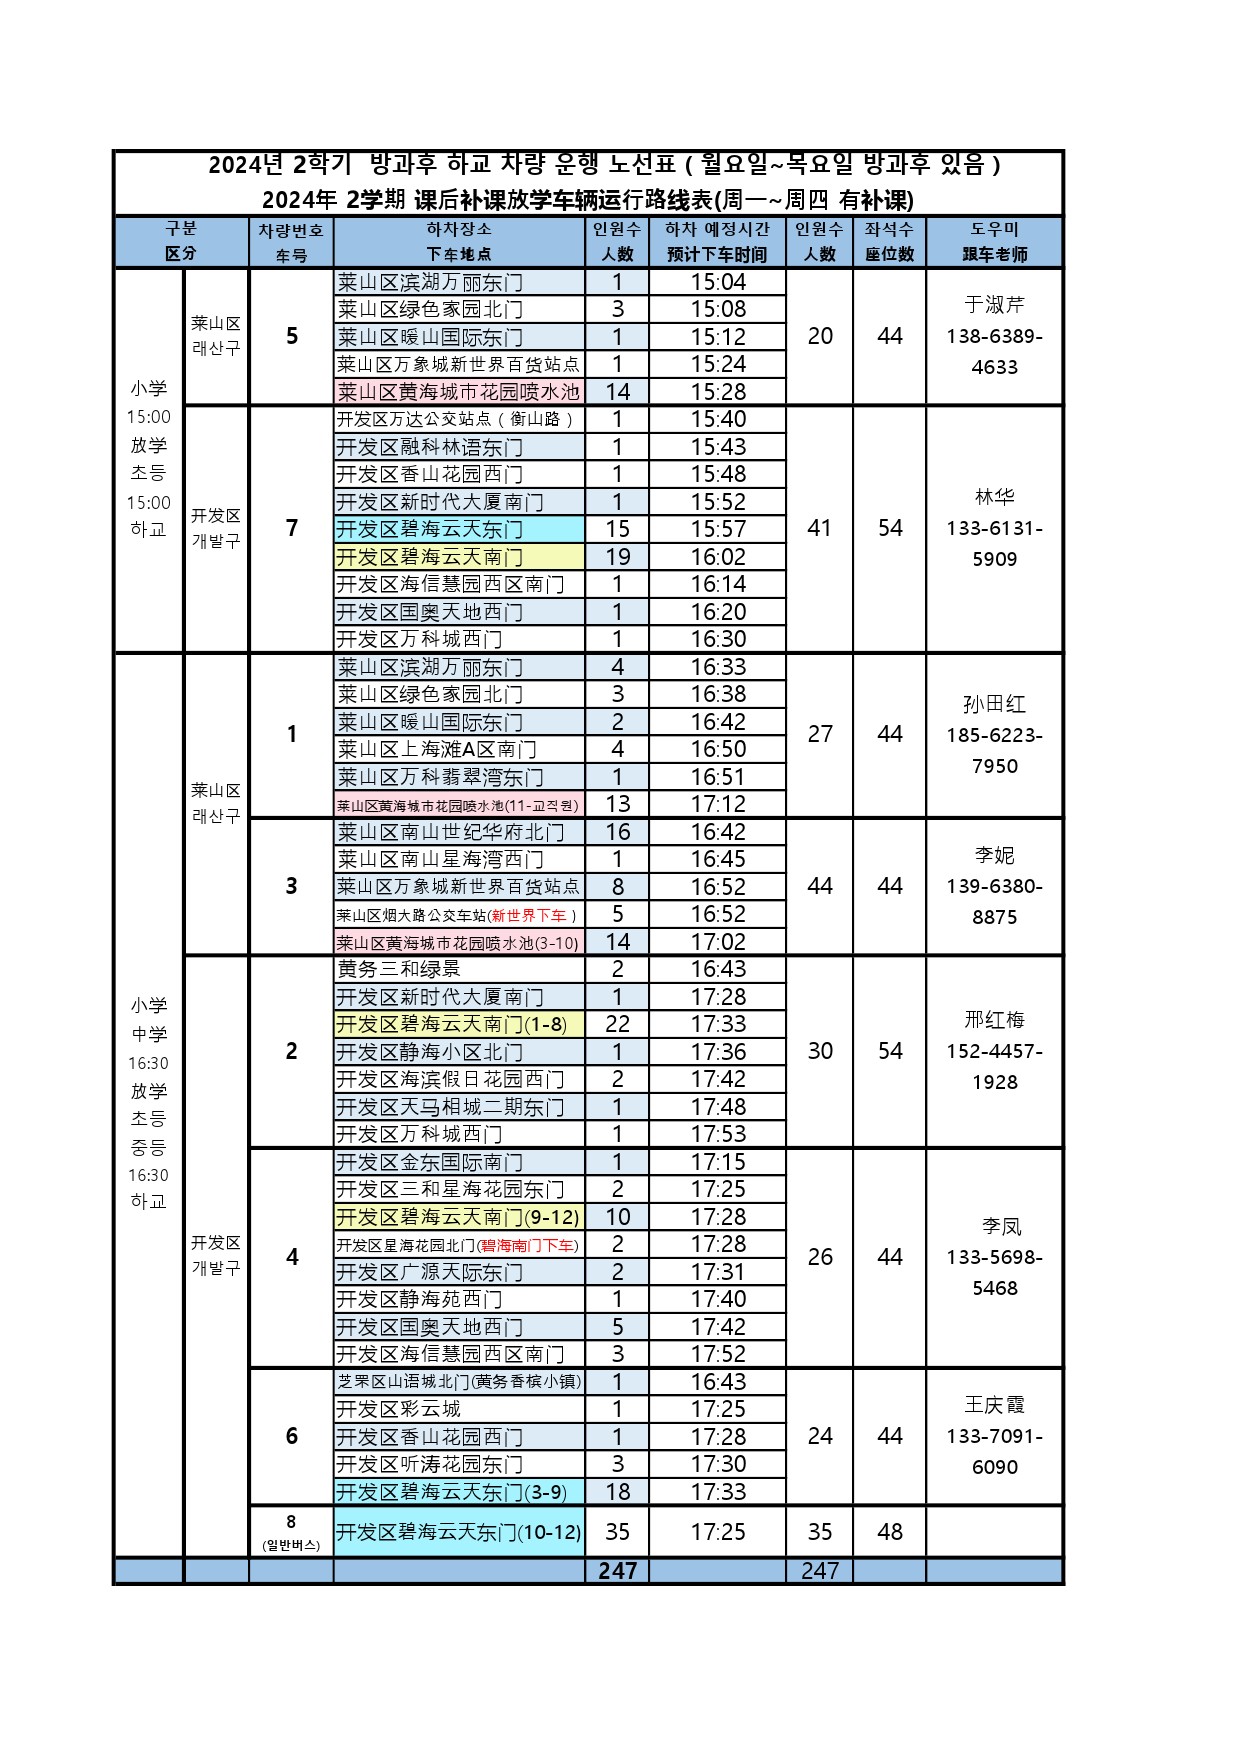 2024년 2학기 방과후 하교 차량 운행 노선표 ( 월요일~목요일 방과후 있음 )
2024年 2学期 课后补课放学车辆运行路线表(周一~周四 有补课)
구분 차량번호 하차장소 인원수 하차 예정시간 인원수 좌석수 도우미
区分 车号 下车地点 人数 预计下车时间 人数 座位数 跟车老师
小学
15:00
放学
초등
15:00
하교
莱山区
래산구
5
莱山区滨湖万丽东门 1 15:04
莱山区绿色家园北门 3 15:08
莱山区暖山国际东门 1 15:12
莱山区万象城新世界百货站点 1 15:24
莱山区黄海城市花园喷水池 14 15:28
20 44
于淑芹
138-6389-
4633
开发区
개발구
7
开发区万达公交站点（衡山路） 1 15:40
开发区融科林语东门 1 15:43
开发区香山花园西门 1 15:48
开发区新时代大厦南门 1 15:52
开发区碧海云天东门 15 15:57
开发区碧海云天南门 19 16:02
开发区海信慧园西区南门 1 16:14
开发区国奥天地西门 1 16:20
开发区万科城西门 1 16:30
41 54
林华
133-6131-
5909
小学
中学
16:30
放学
초등
중등
16:30
하교
莱山区
래산구
1
莱山区滨湖万丽东门 4 16:33
莱山区绿色家园北门 3 16:38
莱山区暖山国际东门 2 16:42
莱山区上海滩A区南门 4 16:50
莱山区万科翡翠湾东门 1 16:51
莱山区黄海城市花园喷水池(11-교직원) 13 17:12
27 44
孙田红
185-6223-
7950
3
莱山区南山世纪华府北门 16 16:42
莱山区南山星海湾西门 1 16:45
莱山区万象城新世界百货站点 8 16:52
莱山区烟大路公交车站(新世界下车 ) 5 16:52
莱山区黄海城市花园喷水池(3-10) 14 17:02
44 44
李妮
139-6380-
8875
开发区
개발구
2
黄务三和绿景 2 16:43
开发区新时代大厦南门 1 17:28
开发区碧海云天南门(1-8) 22 17:33
开发区静海小区北门 1 17:36
开发区海滨假日花园西门 2 17:42
开发区天马相城二期东门 1 17:48
开发区万科城西门 1 17:53
30 54
邢红梅
152-4457-
1928
4
开发区金东国际南门 1 17:15
开发区三和星海花园东门 2 17:25
开发区碧海云天南门(9-12) 10 17:28
开发区星海花园北门(碧海南门下车) 2 17:28
开发区广源天际东门 2 17:31
开发区静海苑西门 1 17:40
开发区国奥天地西门 5 17:42
开发区海信慧园西区南门 3 17:52
26 44
李凤
133-5698-
5468
6
芝罘区山语城北门(黄务香槟小镇) 1 16:43
开发区彩云城 1 17:25
开发区香山花园西门 1 17:28
开发区听涛花园东门 3 17:30
开发区碧海云天东门(3-9) 18 17:33
24 44
王庆霞
133-7091-
6090
8
(일반버스)
开发区碧海云天东门(10-12) 35 17:25 35 48
247 247